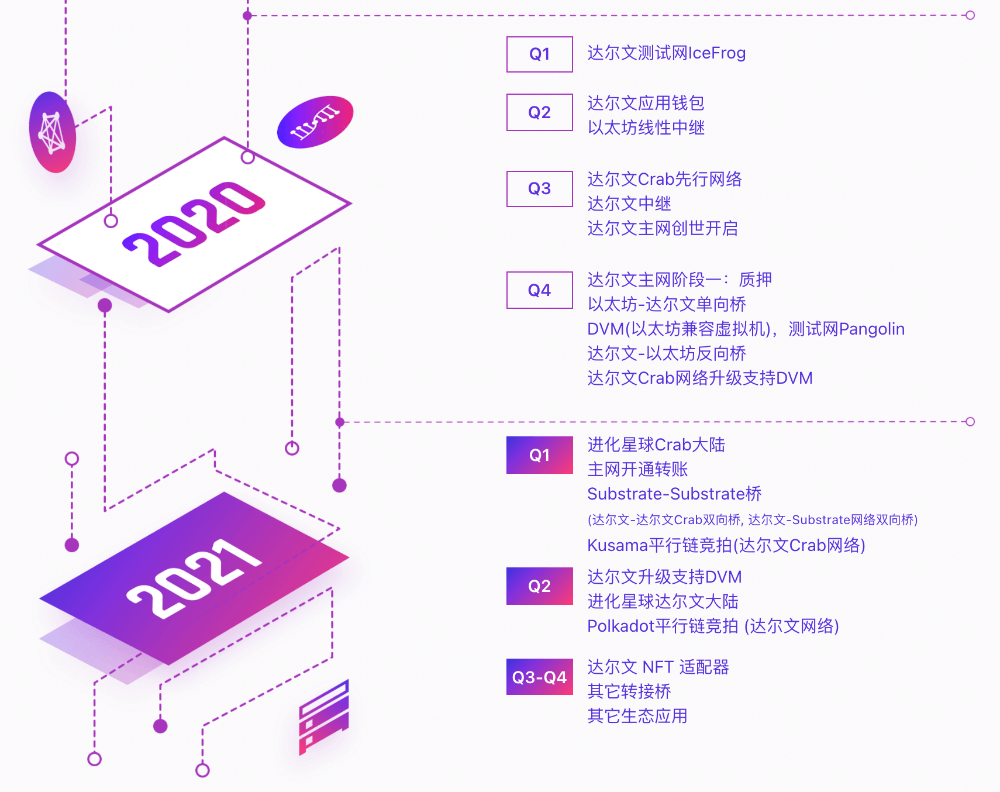 2020
Q1
达尔文测试网IceFrog
Q2
达尔文应用钱包
以太坊线性中继
Q3
达尔文Crab先行网络
达尔文中继
达尔文主网创世开启
Q4
达尔文主网阶段一：质押
以太坊-达尔文单向桥
DVM(以太坊兼容虚拟机)，测试网Pangolin
达尔文-以太坊反向桥
达尔文Crab网络升级支持DVM
2021
Q1
进化星球Crab大陆
主网开通转账
Substrate-Substrate桥
(达尔文-达尔文Crab双向桥, 达尔文-Substrate网络双向桥)
Kusama平行链竞拍(达尔文Crab网络)
Q2
达尔文升级支持DVM
进化星球达尔文大陆
Polkadot平行链竞拍 (达尔文网络)
Q3-Q4
达尔文 NFT 适配器
其它转接桥
其它生态应用